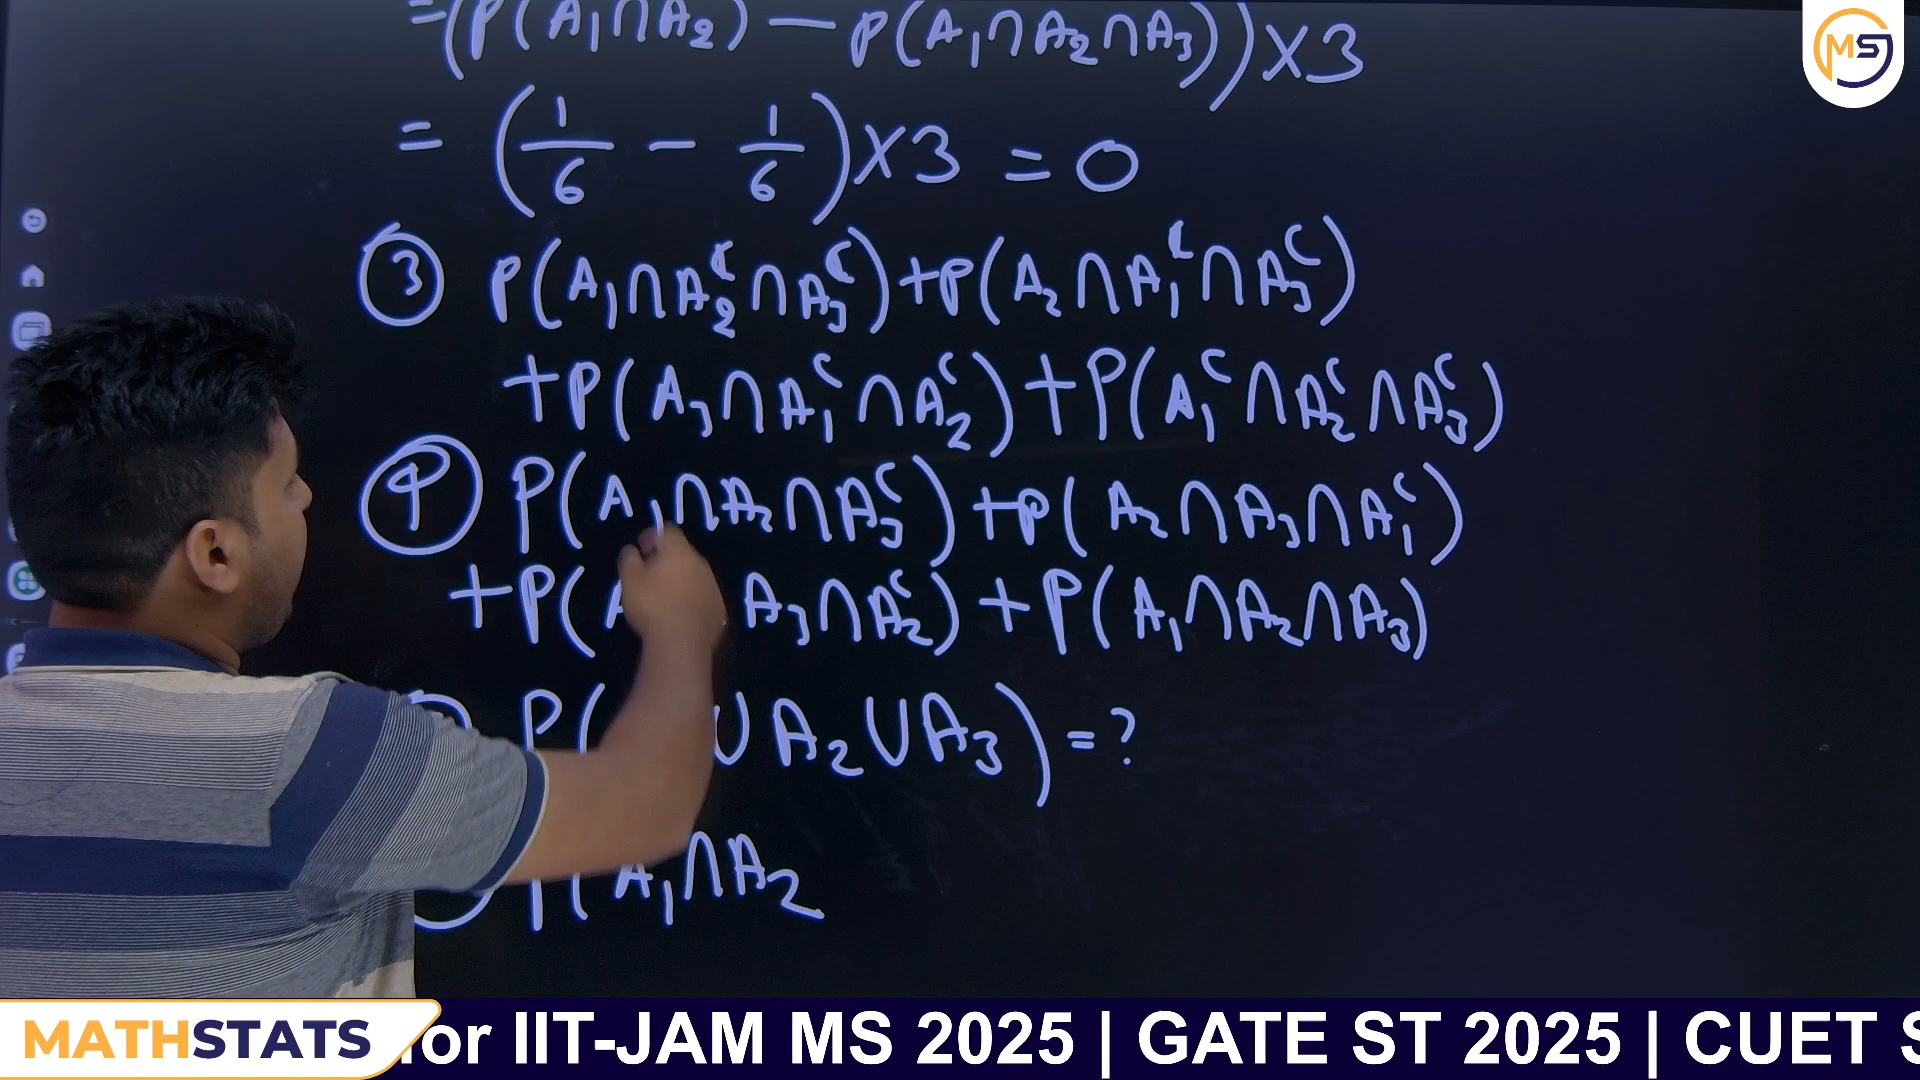 =(P(A₁∩A₂) − P(A₁∩A₂∩A₃))×3
MS
= (1/6 − 1/6)×3 = 0
③ P(A₁∩A₂ᶜ∩A₃ᶜ)+P(A₂∩A₁ᶜ∩A₃ᶜ)
+P(A₃∩A₁ᶜ∩A₂ᶜ)+P(A₁ᶜ∩A₂ᶜ∩A₃ᶜ)
④ P(A₁∩A₂∩A₃ᶜ)+P(A₂∩A₃∩A₁ᶜ)
+P(A A₃∩A₂ᶜ)+P(A₁∩A₂∩A₃)
P( ∪A₂∪A₃)=?
P(A₁∩A₂
MATHSTATS for IIT-JAM MS 2025 | GATE ST 2025 | CUET